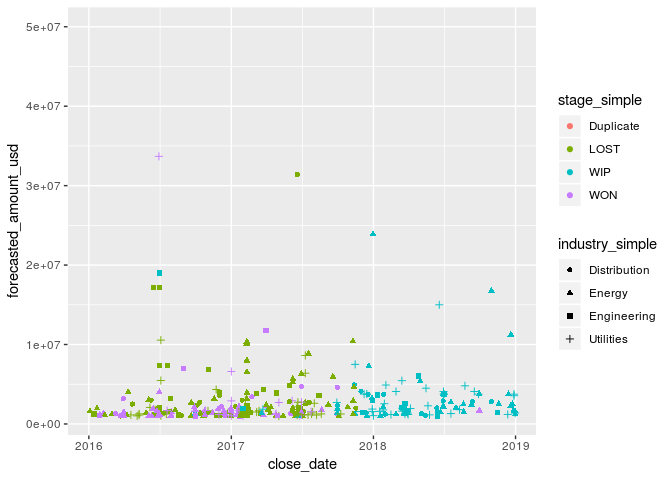 5e+07
4e+07
3e+07
2e+07
1e+07
0e+00
forecasted_amount_usd
2016
2017
2018
2019
close_date
stage_simple
Duplicate
LOST
WIP
WON
industry_simple
Distribution
Energy
Engineering
Utilities